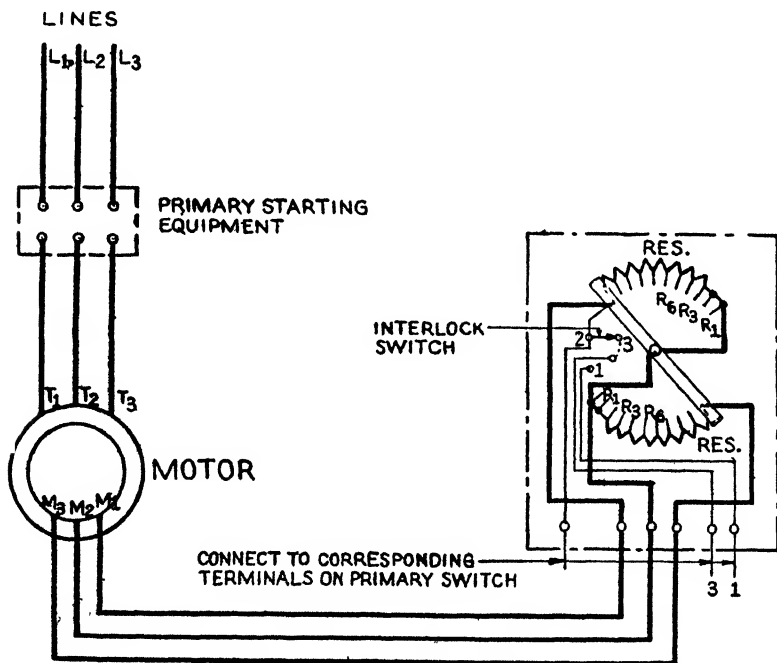 LINES
L1 L2 L3
PRIMARY STARTING
EQUIPMENT
RES.
R6 R3 R1
INTERLOCK
SWITCH
2 3
1
T1 T2 T3
R1 R3 R6
RES.
MOTOR
M3 M2 M1
CONNECT TO CORRESPONDING
TERMINALS ON PRIMARY SWITCH
3 1